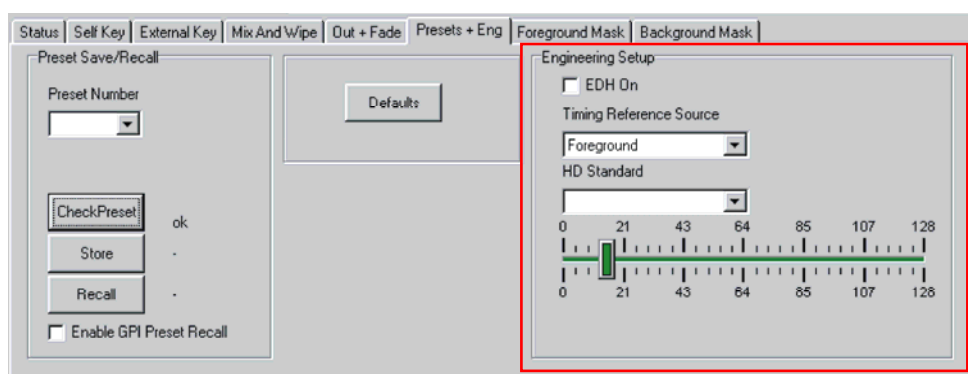 Status Self Key External Key Mix And Wipe Out + Fade Presets + Eng Foreground Mask Background Mask
Preset Save/Recall
Preset Number
CheckPreset ok
Store -
Recall -
Enable GPI Preset Recall
Defaults
Engineering Setup
EDH On
Timing Reference Source
Foreground
HD Standard
0 21 43 64 85 107 128
0 21 43 64 85 107 128